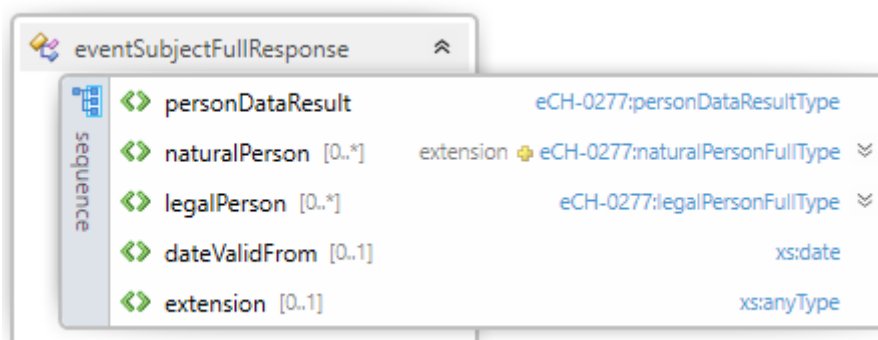 eventSubjectFullResponse
sequence
personDataResult eCH-0277:personDataResultType
naturalPerson [0..*] extension eCH-0277:naturalPersonFullType
legalPerson [0..*] eCH-0277:legalPersonFullType
dateValidFrom [0..1] xs:date
extension [0..1] xs:anyType